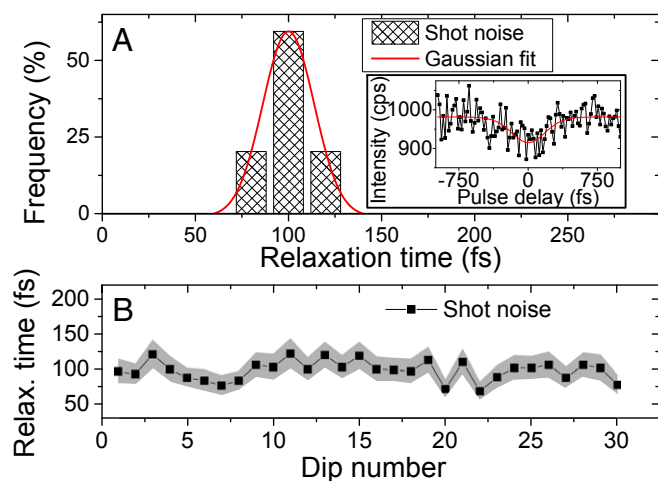 A
Shot noise
Gaussian fit
Frequency (%)
50
25
0
0 50 100 150 200 250
Relaxation time (fs)
Intensity (cps)
1000
900
-750 0 750
Pulse delay (fs)
B
Shot noise
Relax. time (fs)
200
150
100
50
0 5 10 15 20 25 30
Dip number